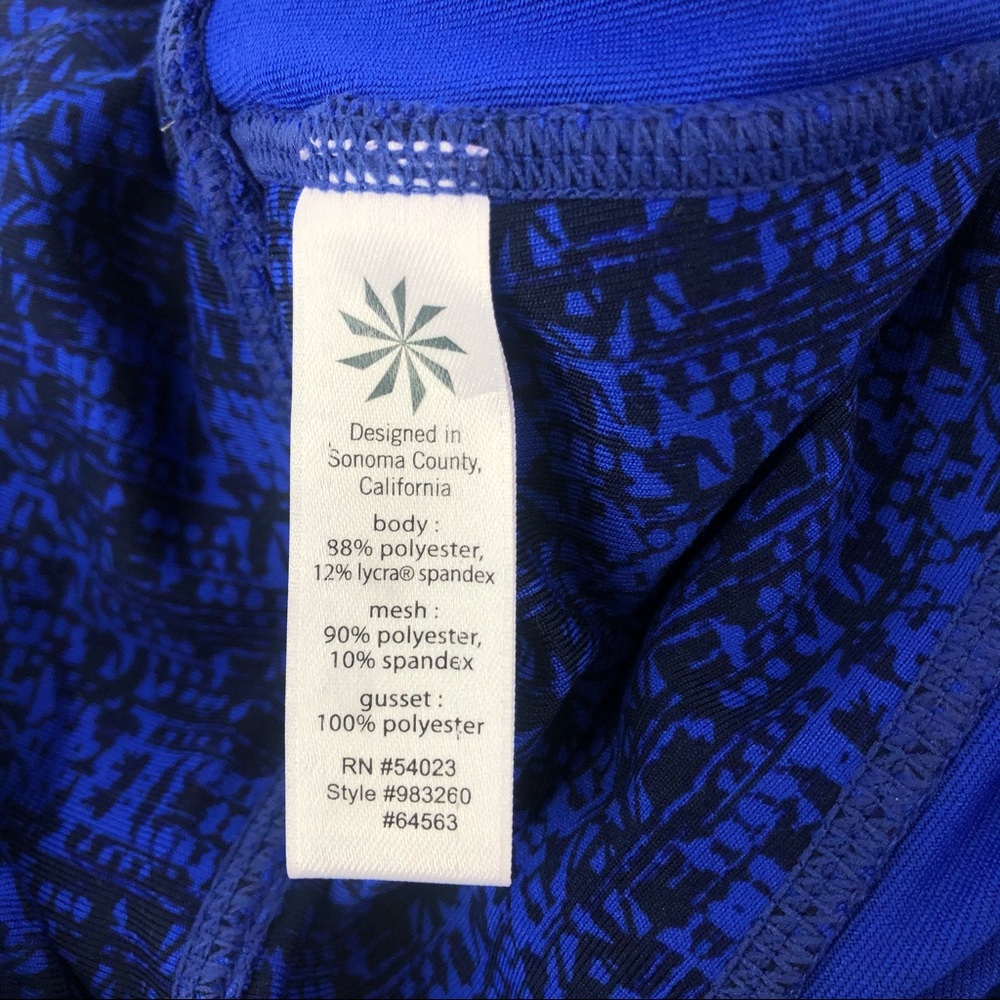 Designed in
Sonoma County,
California
body :
88% polyester,
12% lycra® spandex
mesh :
90% polyester,
10% spandex
gusset :
100% polyester
RN #54023
Style #983260
#64563